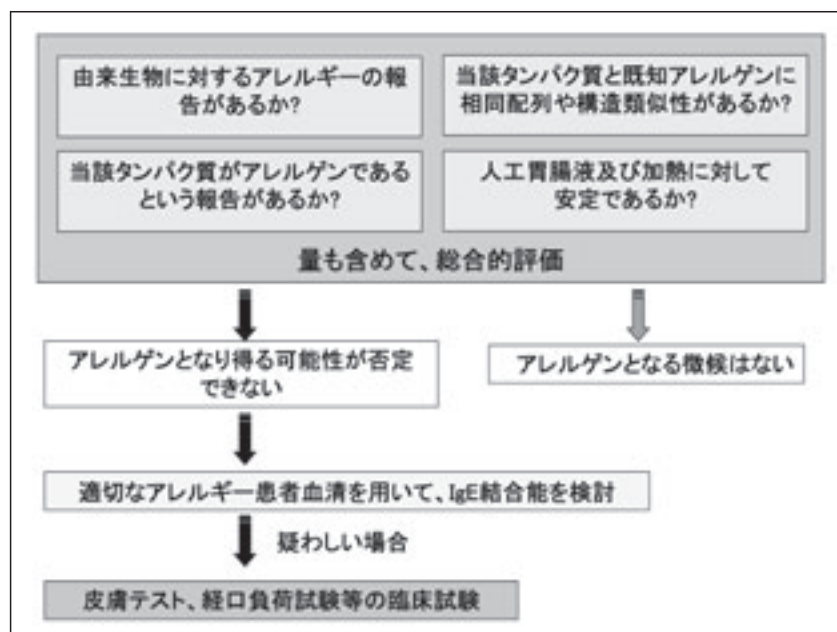 由来生物に対するアレルギーの報
告があるか?
当該タンパク質と既知アレルゲンに
相同配列や構造類似性があるか?
当該タンパク質がアレルゲンである
という報告があるか?
人工胃腸液及び加熱に対して
安定であるか?
量も含めて、総合的評価
アレルゲンとなり得る可能性が否定
できない
アレルゲンとなる徴候はない
適切なアレルギー患者血清を用いて、IgE結合能を検討
疑わしい場合
皮膚テスト、経口負荷試験等の臨床試験